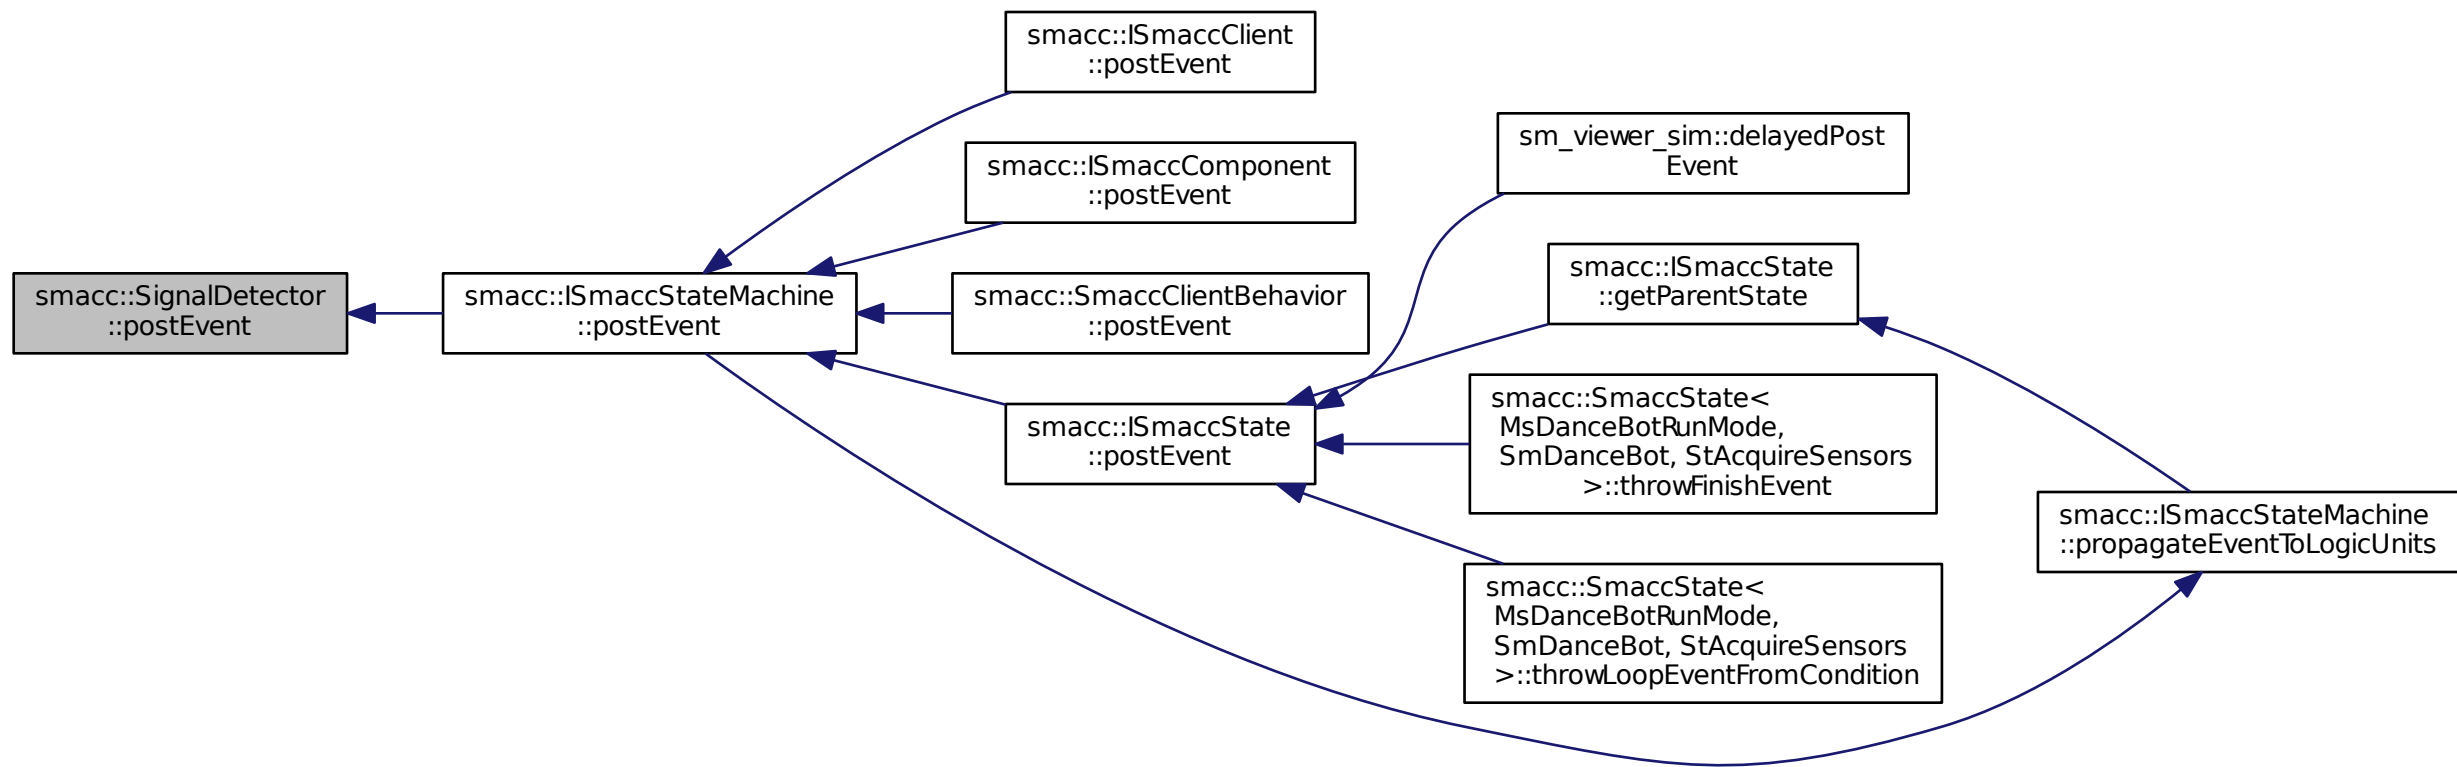 smacc::ISmaccClient
::postEvent
sm_viewer_sim::delayedPost
Event
smacc::ISmaccComponent
::postEvent
smacc::ISmaccState
::getParentState
smacc::SignalDetector
::postEvent
smacc::ISmaccStateMachine
::postEvent
smacc::SmaccClientBehavior
::postEvent
smacc::SmaccState<
MsDanceBotRunMode,
SmDanceBot, StAcquireSensors
>::throwFinishEvent
smacc::ISmaccState
::postEvent
smacc::ISmaccStateMachine
::propagateEventToLogicUnits
smacc::SmaccState<
MsDanceBotRunMode,
SmDanceBot, StAcquireSensors
>::throwLoopEventFromCondition